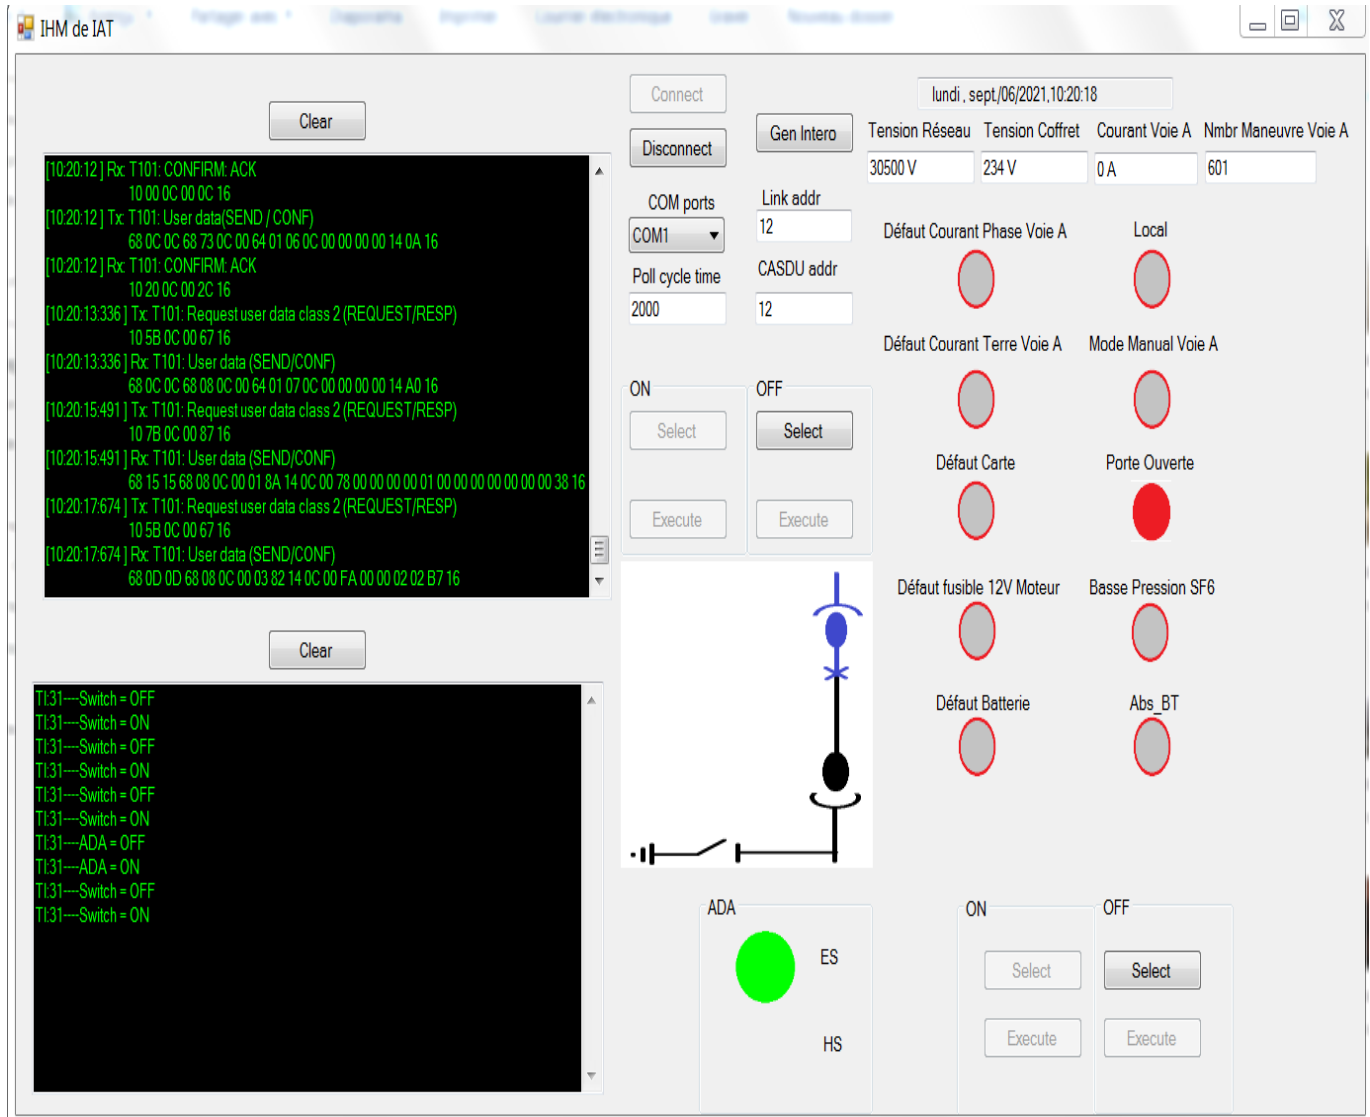 IHM de IAT
Clear
[10:20:12 ] Rx: T101: CONFIRM: ACK
10 00 0C 00 0C 16
[10:20:12 ] Tx: T101: User data(SEND / CONF)
68 0C 0C 68 73 0C 00 64 01 06 0C 00 00 00 00 14 0A 16
[10:20:12 ] Rx: T101: CONFIRM: ACK
10 20 0C 00 2C 16
[10:20:13:336 ] Tx: T101: Request user data class 2 (REQUEST/RESP)
10 5B 0C 00 67 16
[10:20:13:336 ] Rx: T101: User data (SEND/CONF)
68 0C 0C 68 08 0C 00 64 01 07 0C 00 00 00 00 14 A0 16
[10:20:15:491 ] Tx: T101: Request user data class 2 (REQUEST/RESP)
10 7B 0C 00 87 16
[10:20:15:491 ] Rx: T101: User data (SEND/CONF)
68 15 15 68 08 0C 00 01 8A 14 0C 00 78 00 00 00 00 01 00 00 00 00 00 00 00 38 16
[10:20:17:674 ] Tx: T101: Request user data class 2 (REQUEST/RESP)
10 5B 0C 00 67 16
[10:20:17:674 ] Rx: T101: User data (SEND/CONF)
68 0D 0D 68 08 0C 00 03 82 14 0C 00 FA 00 00 02 02 B7 16
Clear
TI:31----Switch = OFF
TI:31----Switch = ON
TI:31----Switch = OFF
TI:31----Switch = ON
TI:31----Switch = OFF
TI:31----Switch = ON
TI:31----ADA = OFF
TI:31----ADA = ON
TI:31----Switch = OFF
TI:31----Switch = ON
Connect
Disconnect
Gen Intero
COM ports
COM1
Link addr
12
Poll cycle time
2000
CASDU addr
12
ON
Select
Execute
OFF
Select
Execute
lundi , sept./06/2021,10:20:18
Tension Réseau Tension Coffret Courant Voie A Nmbr Maneuvre Voie A
30500 V 234 V 0 A 601
Défaut Courant Phase Voie A Local
Défaut Courant Terre Voie A Mode Manual Voie A
Défaut Carte Porte Ouverte
Défaut fusible 12V Moteur Basse Pression SF6
Défaut Batterie Abs_BT
ADA
ES
HS
ON
Select
Execute
OFF
Select
Execute